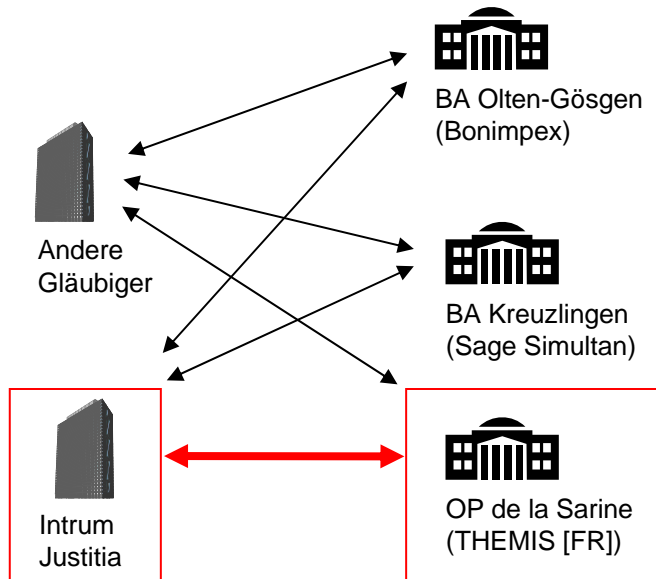 BA Olten-Gösgen
(Bonimpex)
Andere
Gläubiger
BA Kreuzlingen
(Sage Simultan)
Intrum
Justitia
OP de la Sarine
(THEMIS [FR])